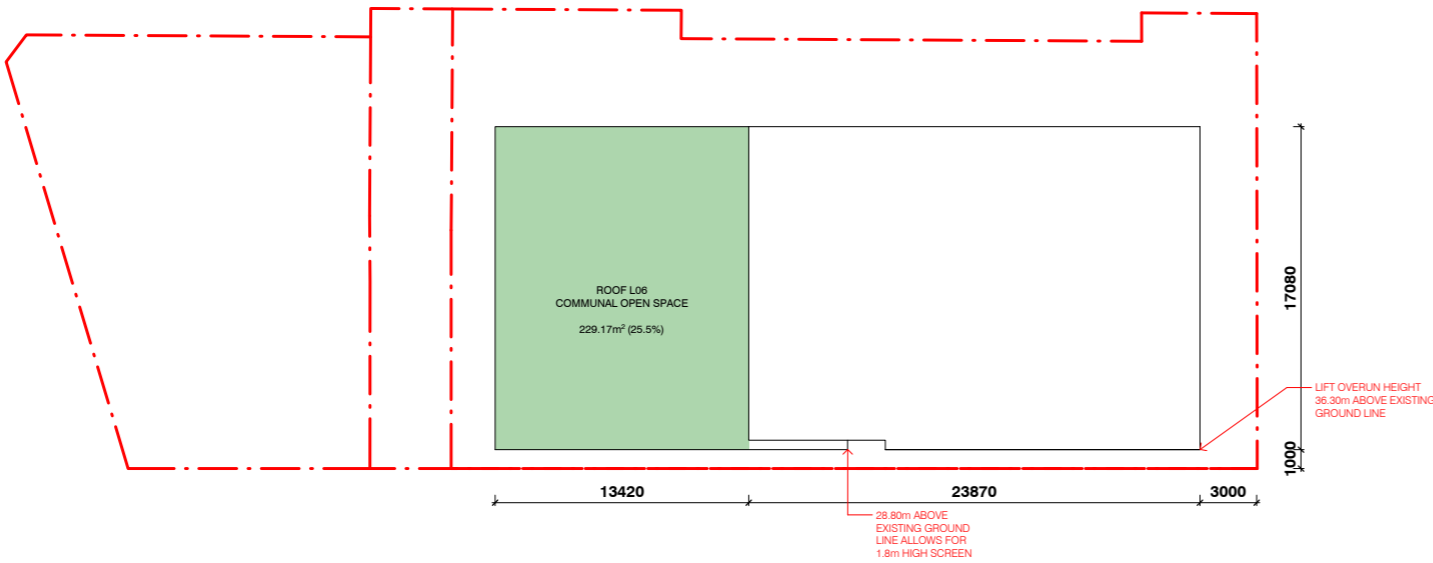 ROOF L06
COMMUNAL OPEN SPACE
229.17m² (25.5%)
17080
LIFT OVERUN HEIGHT
36.30m ABOVE EXISTING
GROUND LINE
1000
13420
23870
3000
28.80m ABOVE
EXISTING GROUND
LINE ALLOWS FOR
1.8m HIGH SCREEN